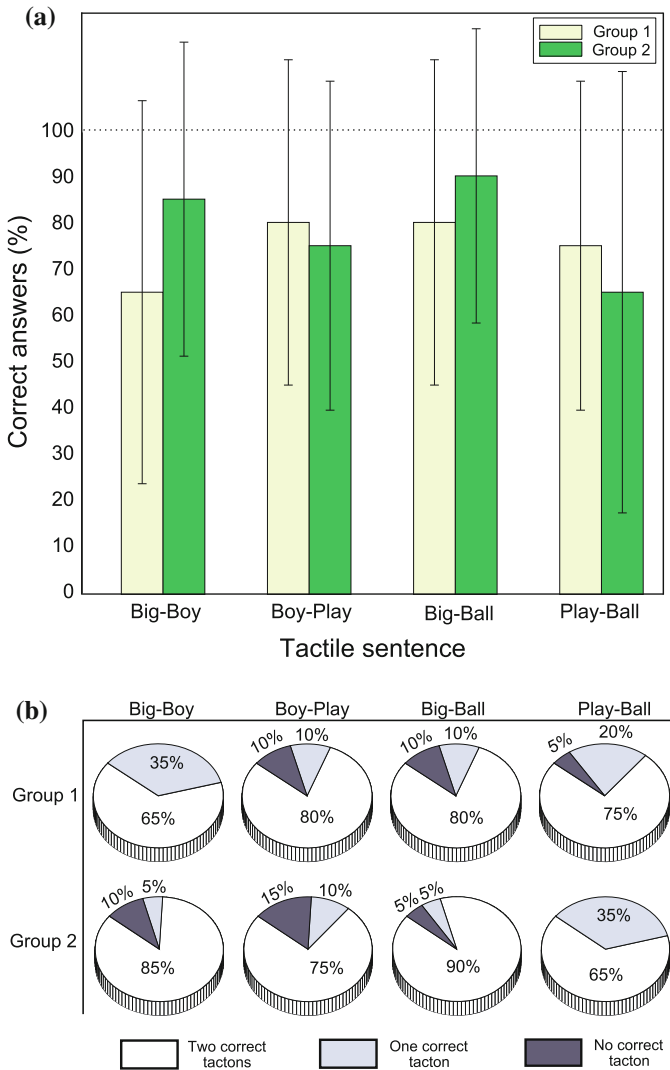 (a)
Group 1
Group 2
100
90
80
70
60
50
40
30
20
10
0
Correct answers (%)
Big-Boy Boy-Play Big-Ball Play-Ball
Tactile sentence
(b)
Big-Boy Boy-Play Big-Ball Play-Ball
Group 1
35%
65%
10% 10%
80%
10% 10%
80%
5% 20%
75%
Group 2
10% 5%
85%
15% 10%
75%
5% 5%
90%
35%
65%
Two correct
tactons
One correct
tacton
No correct
tacton